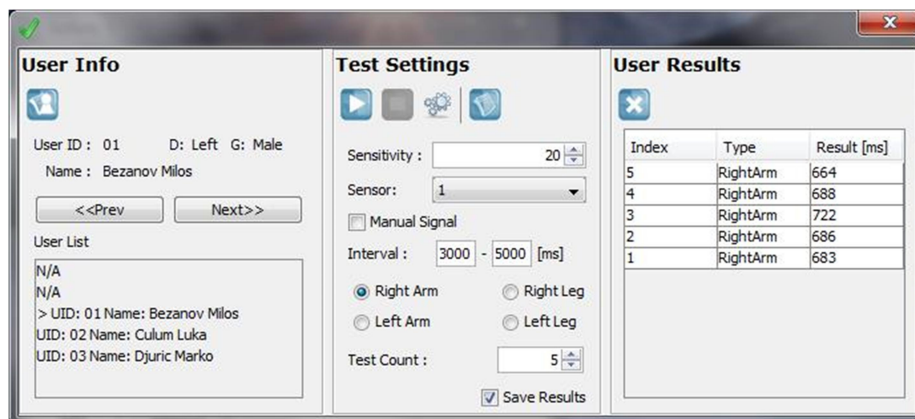 User Info
User ID : 01 D: Left G: Male
Name : Bezanov Milos
<<Prev Next>>
User List
N/A
N/A
> UID: 01 Name: Bezanov Milos
UID: 02 Name: Culum Luka
UID: 03 Name: Djuric Marko
Test Settings
Sensitivity : 20
Sensor: 1
Manual Signal
Interval : 3000 - 5000 [ms]
Right Arm Right Leg
Left Arm Left Leg
Test Count : 5
Save Results
User Results
Index Type Result [ms]
5 RightArm 664
4 RightArm 688
3 RightArm 722
2 RightArm 686
1 RightArm 683